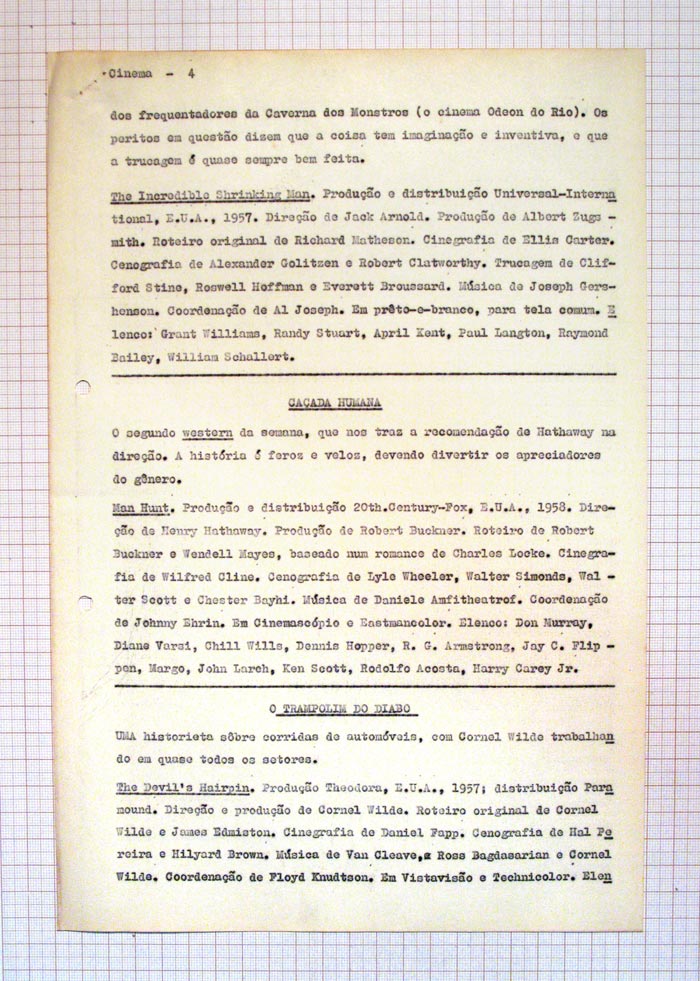 Cinema - 4
dos frequentadores da Caverna dos Monstros (o cinema Odeon do Rio). Os
peritos em questão dizem que a coisa tem imaginação e inventiva, e que
a trucagem é quase sempre bem feita.
The Incredible Shrinking Man. Produção e distribuição Universal-Interna
tional, E.U.A., 1957. Direção de Jack Arnold. Produção de Albert Zugs -
mith. Roteiro original de Richard Matheson. Cinegrafia de Ellis Carter.
Cenografia de Alexander Golitzen e Robert Clatworthy. Trucagem de Clif-
ford Stine, Roswell Hoffman e Everett Broussard. Música de Joseph Gers-
henson. Coordenação de Al Joseph. Em prêto-e-branco, para tela comum. E
lenco: Grant Williams, Randy Stuart, April Kent, Paul Langton, Raymond
Bailey, William Schallert.
CAÇADA HUMANA
O segundo western da semana, que nos traz a recomendação de Hathaway na
direção. A história é feroz e veloz, devendo divertir os apreciadores
do gênero.
Man Hunt. Produção e distribuição 20th.Century-Fox, E.U.A., 1958. Dire-
ção de Henry Hathaway. Produção de Robert Buckner. Roteiro de Robert
Buckner e Wendell Mayes, baseado num romance de Charles Locke. Cinegra-
fia de Wilfred Cline. Cenografia de Lyle Wheeler, Walter Simonds, Wal -
ter Scott e Chester Bayhi. Música de Daniele Amfitheatrof. Coordenação
de Johnny Ehrin. Em Cinemascópio e Eastmancolor. Elenco: Don Murray,
Diane Varsi, Chill Wills, Dennis Hopper, R. G. Armstrong, Jay C. Flip -
pen, Margo, John Larch, Ken Scott, Rodolfo Acosta, Harry Carey Jr.
O TRAMPOLIM DO DIABO
UMA historieta sôbre corridas de automóveis, com Cornel Wilde trabalhan
do em quase todos os setores.
The Devil's Hairpin. Produção Theodora, E.U.A., 1957; distribuição Para
mound. Direção e produção de Cornel Wilde. Roteiro original de Cornel
Wilde e James Edmiston. Cinegrafia de Daniel Fapp. Cenografia de Hal Pe
reira e Hilyard Brown. Música de Van Cleave, Ross Bagdasarian e Cornel
Wilde. Coordenação de Floyd Knudtson. Em Vistavisão e Technicolor. Elen